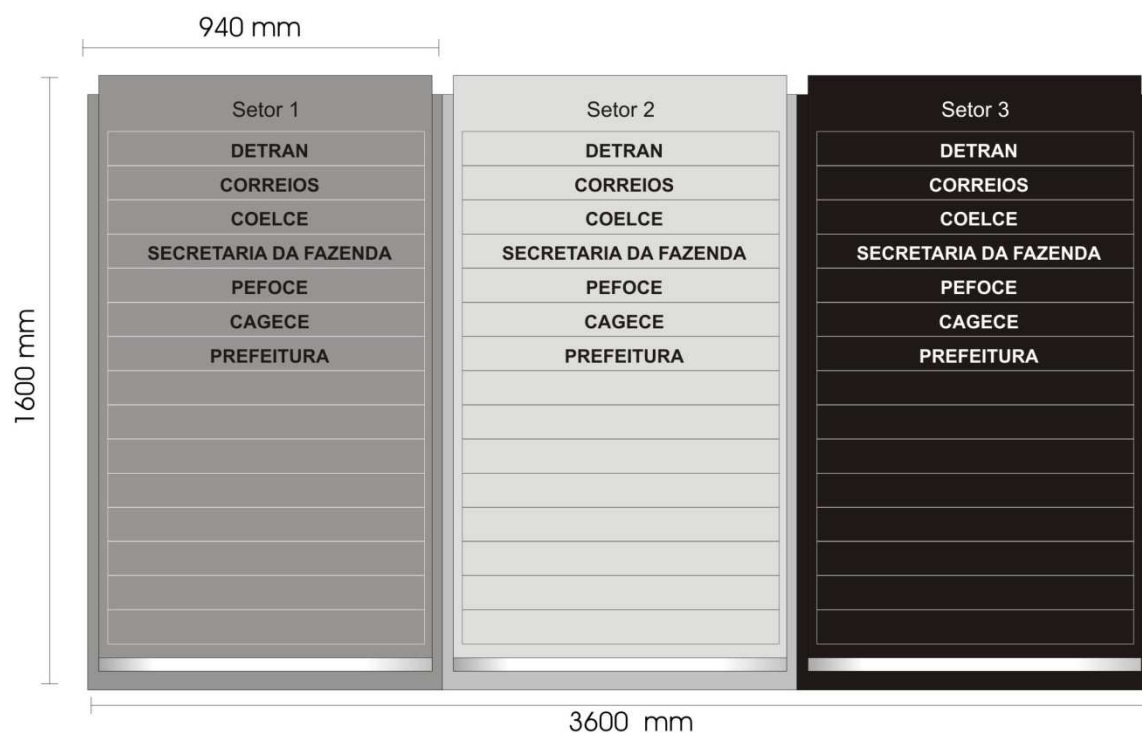 940 mm
1600 mm
Setor 1
DETRAN
CORREIOS
COELCE
SECRETARIA DA FAZENDA
PEFOCE
CAGECE
PREFEITURA
Setor 2
DETRAN
CORREIOS
COELCE
SECRETARIA DA FAZENDA
PEFOCE
CAGECE
PREFEITURA
Setor 3
DETRAN
CORREIOS
COELCE
SECRETARIA DA FAZENDA
PEFOCE
CAGECE
PREFEITURA
3600 mm